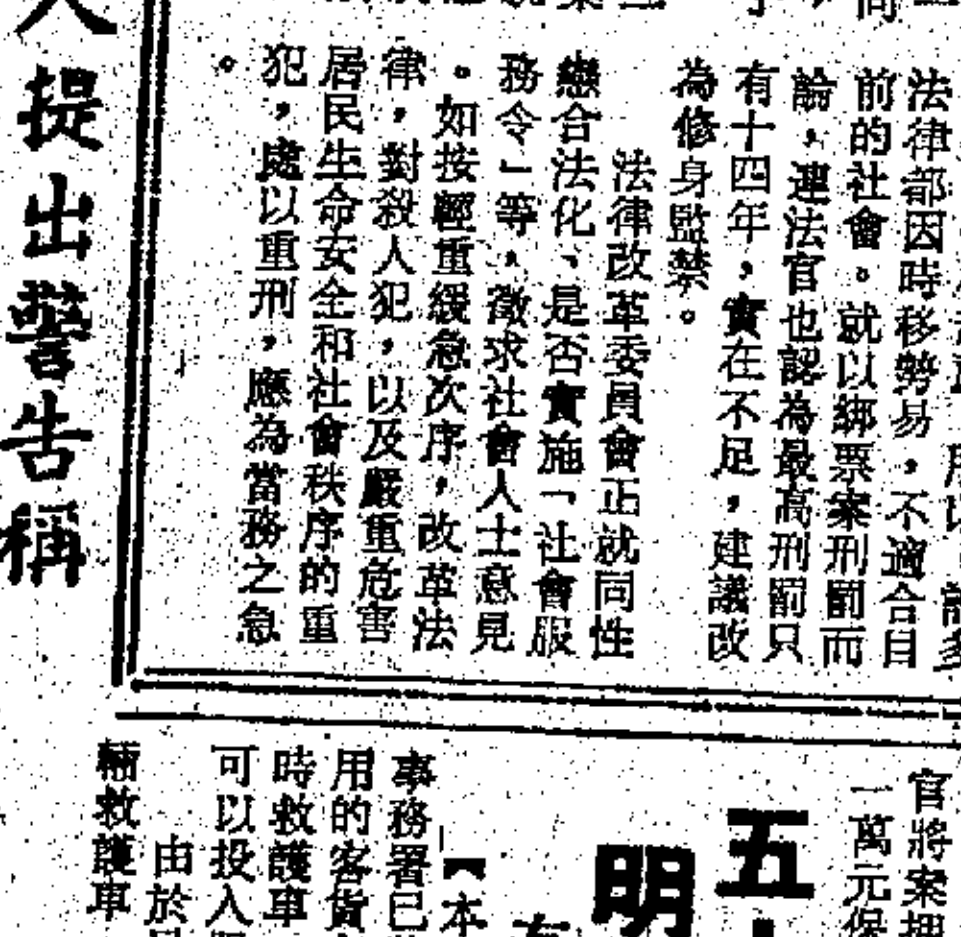 法律都因時移勢易，不適合目
前的社會。就以綁票案刑罰而
論，連法官也認為最高刑罰只
有十四年，實在不足，建議改
為修身監禁。
法律改革委員會正就同性
戀合法化、是否實施「社會服
務令」等，徵求社會人士意見
。如按輕重緩急次序，改革法
律，對殺人犯，以及嚴重危害
居民生命安全和社會秩序的重
犯，處以重刑，應為當務之急
。
人提出警告稱
官將案押
一萬元保
五
明
【本
事務署已
用的客貨
時救護車
可以投入
由於
輛救護車